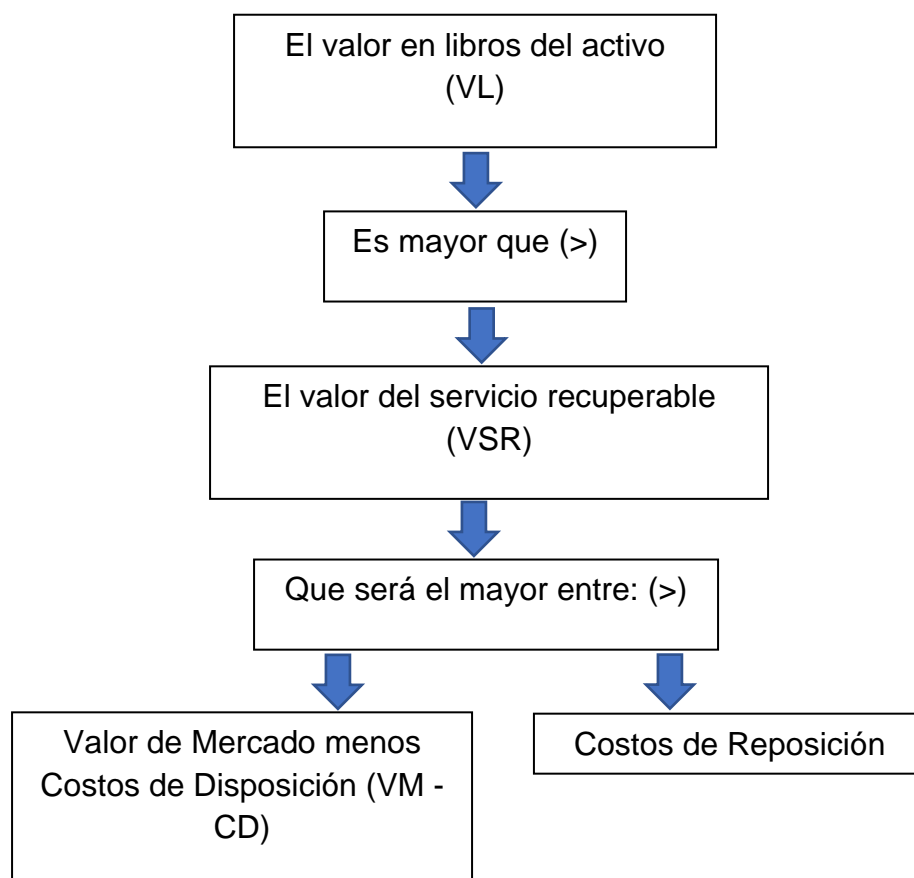 El valor en libros del activo
(VL)
Es mayor que (>)
El valor del servicio recuperable
(VSR)
Que será el mayor entre: (>)
Valor de Mercado menos
Costos de Disposición (VM -
CD)
Costos de Reposición